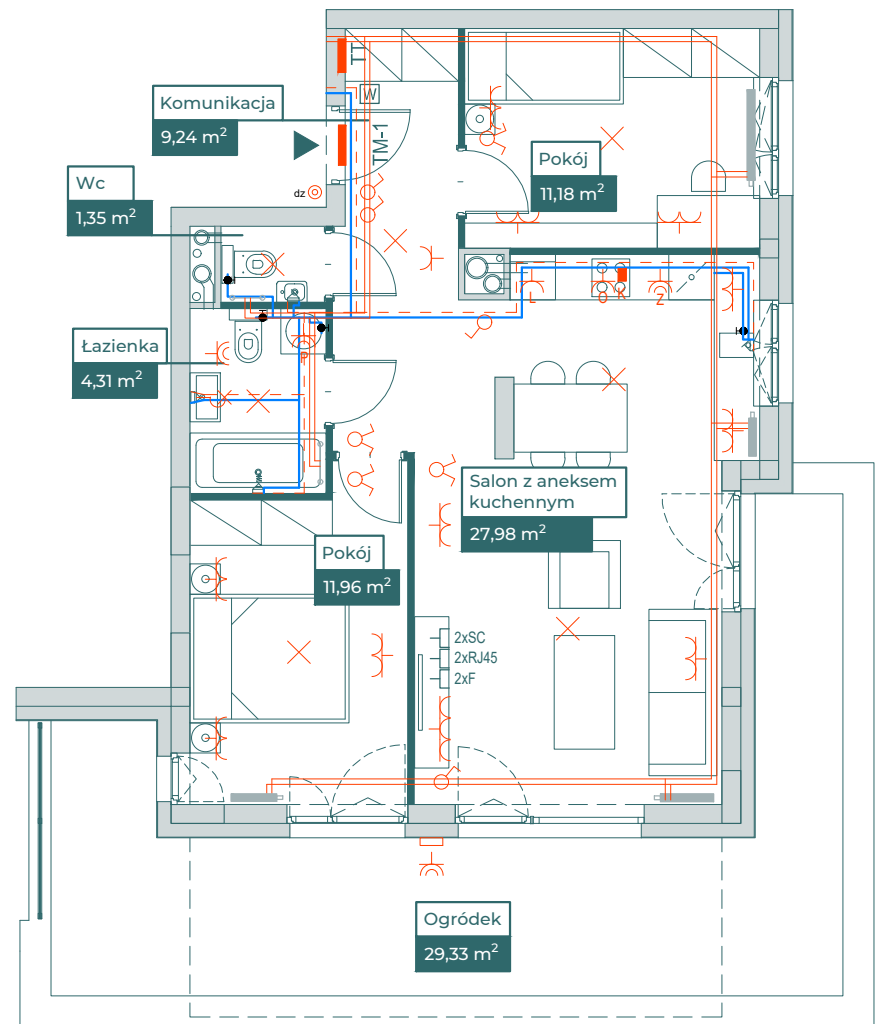 T
W
Komunikacja
9,24 m²
TM-1
Pokój
11,18 m²
Wc
1,35 m²
dz
L
O
K
Z
P
Łazienka
4,31 m²
Salon z aneksem
kuchennym
27,98 m²
Pokój
11,96 m²
2xSC
2xRJ45
2xF
Ogródek
29,33 m²